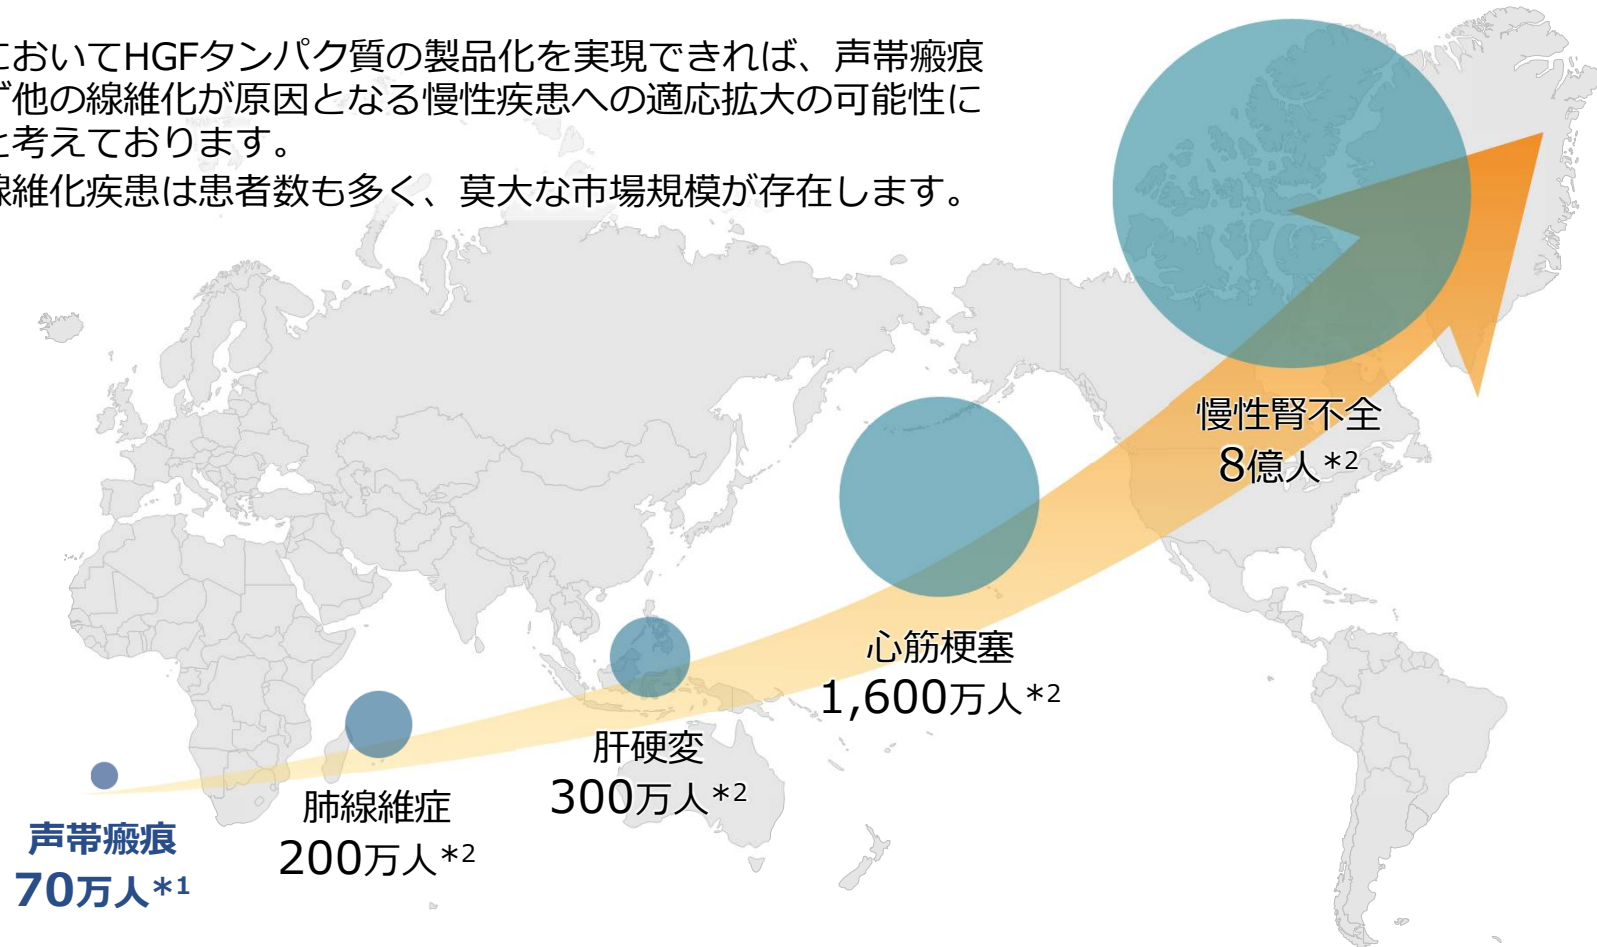 においてHGFタンパク質の製品化を実現できれば、声帯瘢痕
ず他の線維化が原因となる慢性疾患への適応拡大の可能性に
と考えております。
線維化疾患は患者数も多く、莫大な市場規模が存在します。
慢性腎不全
8億人*2
心筋梗塞
1,600万人*2
肝硬変
300万人*2
肺線維症
200万人*2
声帯瘢痕
70万人*1